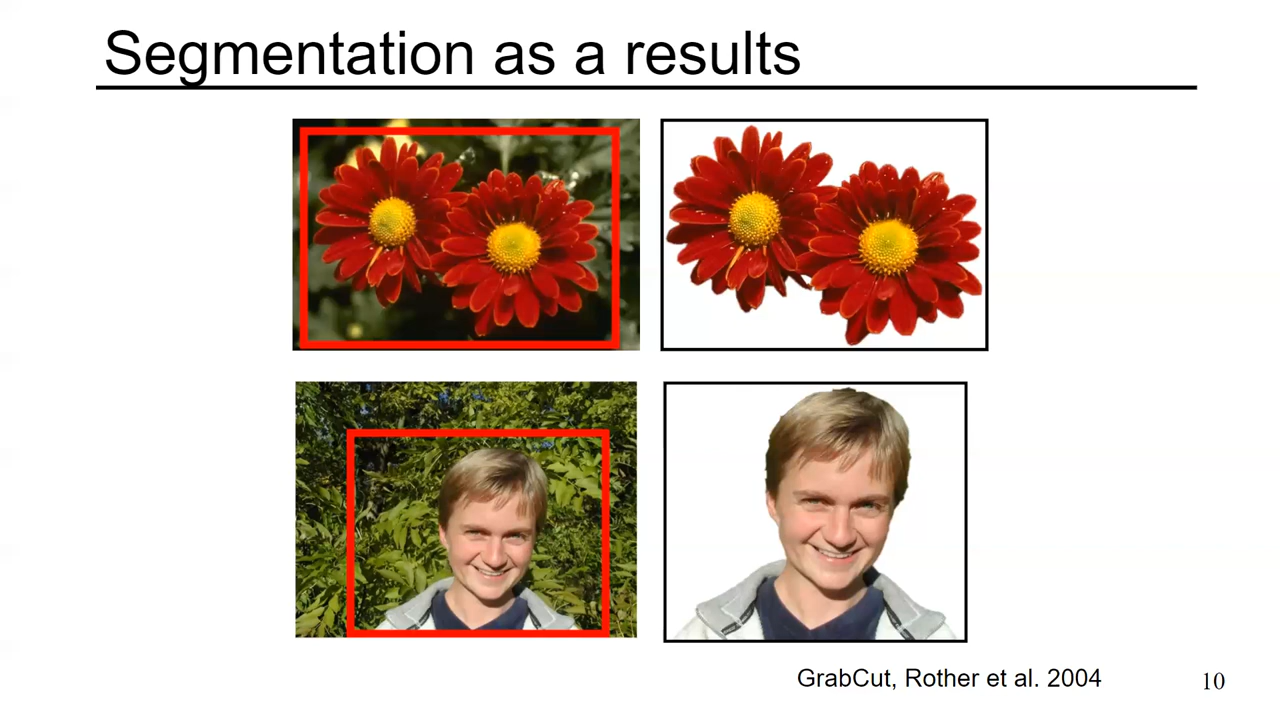 Segmentation as a results
GrabCut, Rother et al. 2004
10